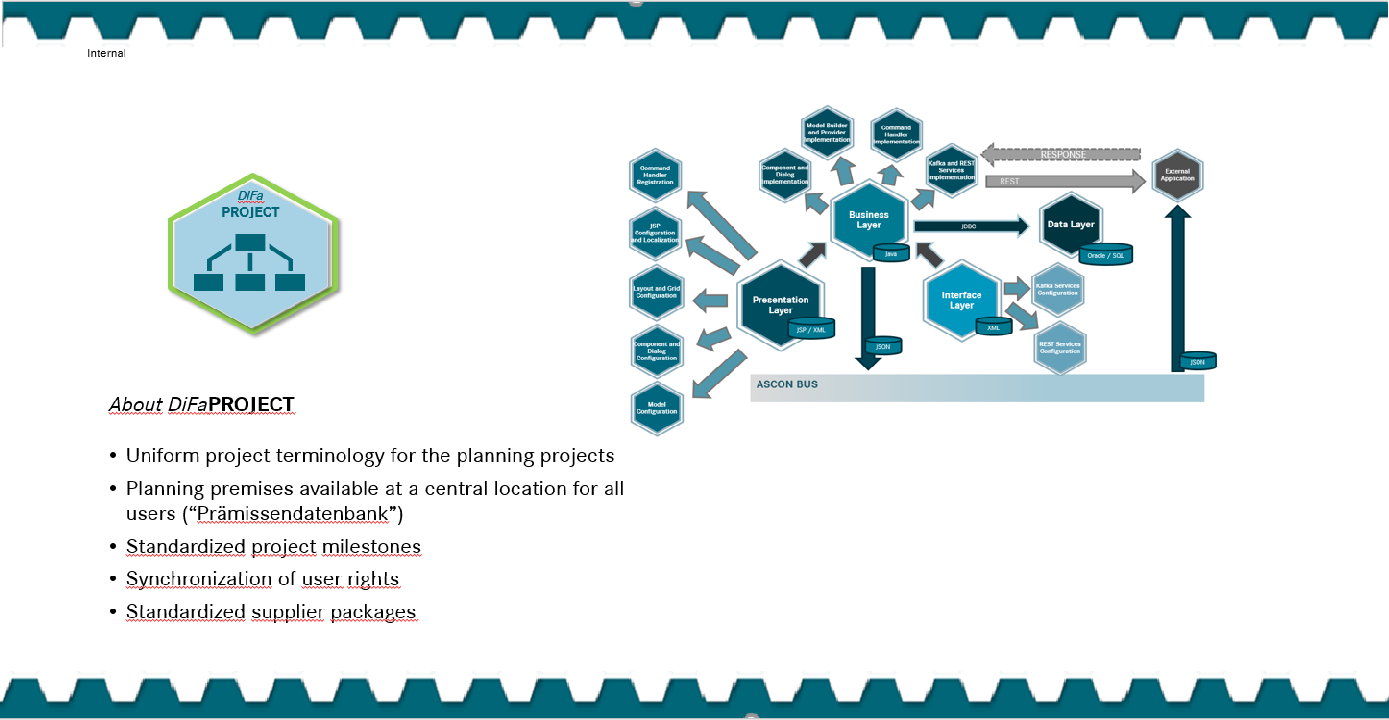 Internal
DiFa
PROJECT
About DiFaPROJECT
• Uniform project terminology for the planning projects
• Planning premises available at a central location for all
users (“Prämissendatenbank”)
• Standardized project milestones
• Synchronization of user rights
• Standardized supplier packages
Model Builder
and Provider
Implementation
Command
Handler
Implementation
Component and
Dialog
Implementation
Kafka and REST
Services
Implementation
RESPONSE
REST
External
Application
Command
Handler
Registration
JSP
Configuration
and Localization
Layout and Grid
Configuration
Component and
Dialog
Configuration
Model
Configuration
Business
Layer
Java
JDBC
Data Layer
Oracle / SQL
Presentation
Layer
JSP / XML
Interface
Layer
XML
Kafka Services
Configuration
REST Services
Configuration
JSON
JSON
ASCON BUS